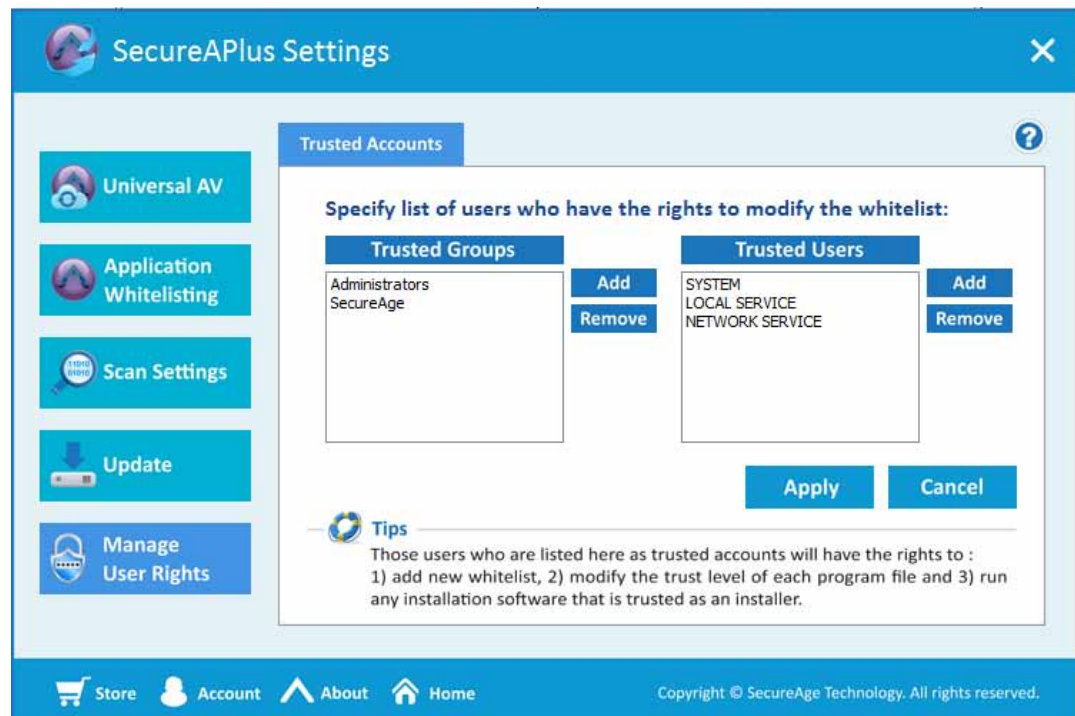 SecureAPlus Settings
Trusted Accounts
Universal AV
Application
Whitelisting
Scan Settings
Update
Manage
User Rights
Specify list of users who have the rights to modify the whitelist:
Trusted Groups
Administrators
SecureAge
Add
Remove
Trusted Users
SYSTEM
LOCAL SERVICE
NETWORK SERVICE
Add
Remove
Apply
Cancel
Tips
Those users who are listed here as trusted accounts will have the rights to :
1) add new whitelist, 2) modify the trust level of each program file and 3) run
any installation software that is trusted as an installer.
Store
Account
About
Home
Copyright © SecureAge Technology. All rights reserved.